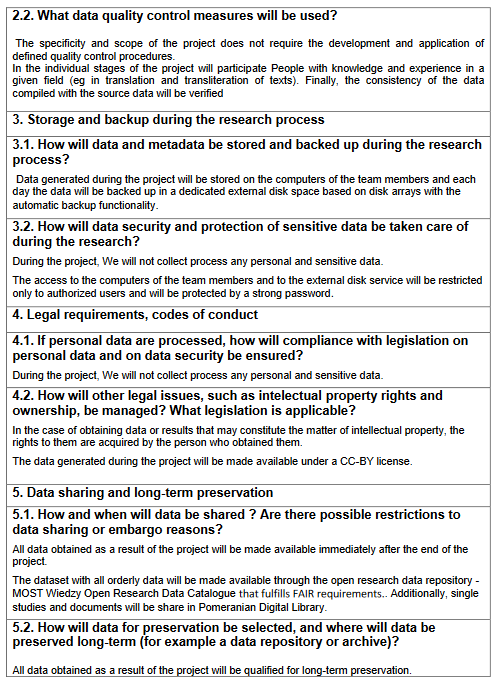 2.2. What data quality control measures will be used?
The specificity and scope of the project does not require the development and application of
defined quality control procedures.
In the individual stages of the project will participate People with knowledge and experience in a
given field (eg in translation and transliteration of texts). Finally, the consistency of the data
compiled with the source data will be verified
3. Storage and backup during the research process
3.1. How will data and metadata be stored and backed up during the research
process?
Data generated during the project will be stored on the computers of the team members and each
day the data will be backed up in a dedicated external disk space based on disk arrays with the
automatic backup functionality.
3.2. How will data security and protection of sensitive data be taken care of
during the research?
During the project, We will not collect process any personal and sensitive data.
The access to the computers of the team members and to the external disk service will be restricted
only to authorized users and will be protected by a strong password.
4. Legal requirements, codes of conduct
4.1. If personal data are processed, how will compliance with legislation on
personal data and on data security be ensured?
During the project, We will not collect process any personal and sensitive data.
4.2. How will other legal issues, such as intelectual property rights and
ownership, be managed? What legislation is applicable?
In the case of obtaining data or results that may constitute the matter of intellectual property, the
rights to them are acquired by the person who obtained them.
The data generated during the project will be made available under a CC-BY license.
5. Data sharing and long-term preservation
5.1. How and when will data be shared ? Are there possible restrictions to
data sharing or embargo reasons?
All data obtained as a result of the project will be made available immediately after the end of the
project.
The dataset with all orderly data will be made available through the open research data repository -
MOST Wiedzy Open Research Data Catalogue that fulfills FAIR requirements.. Additionally, single
studies and documents will be share in Pomeranian Digital Library.
5.2. How will data for preservation be selected, and where will data be
preserved long-term (for example a data repository or archive)?
All data obtained as a result of the project will be qualified for long-term preservation.